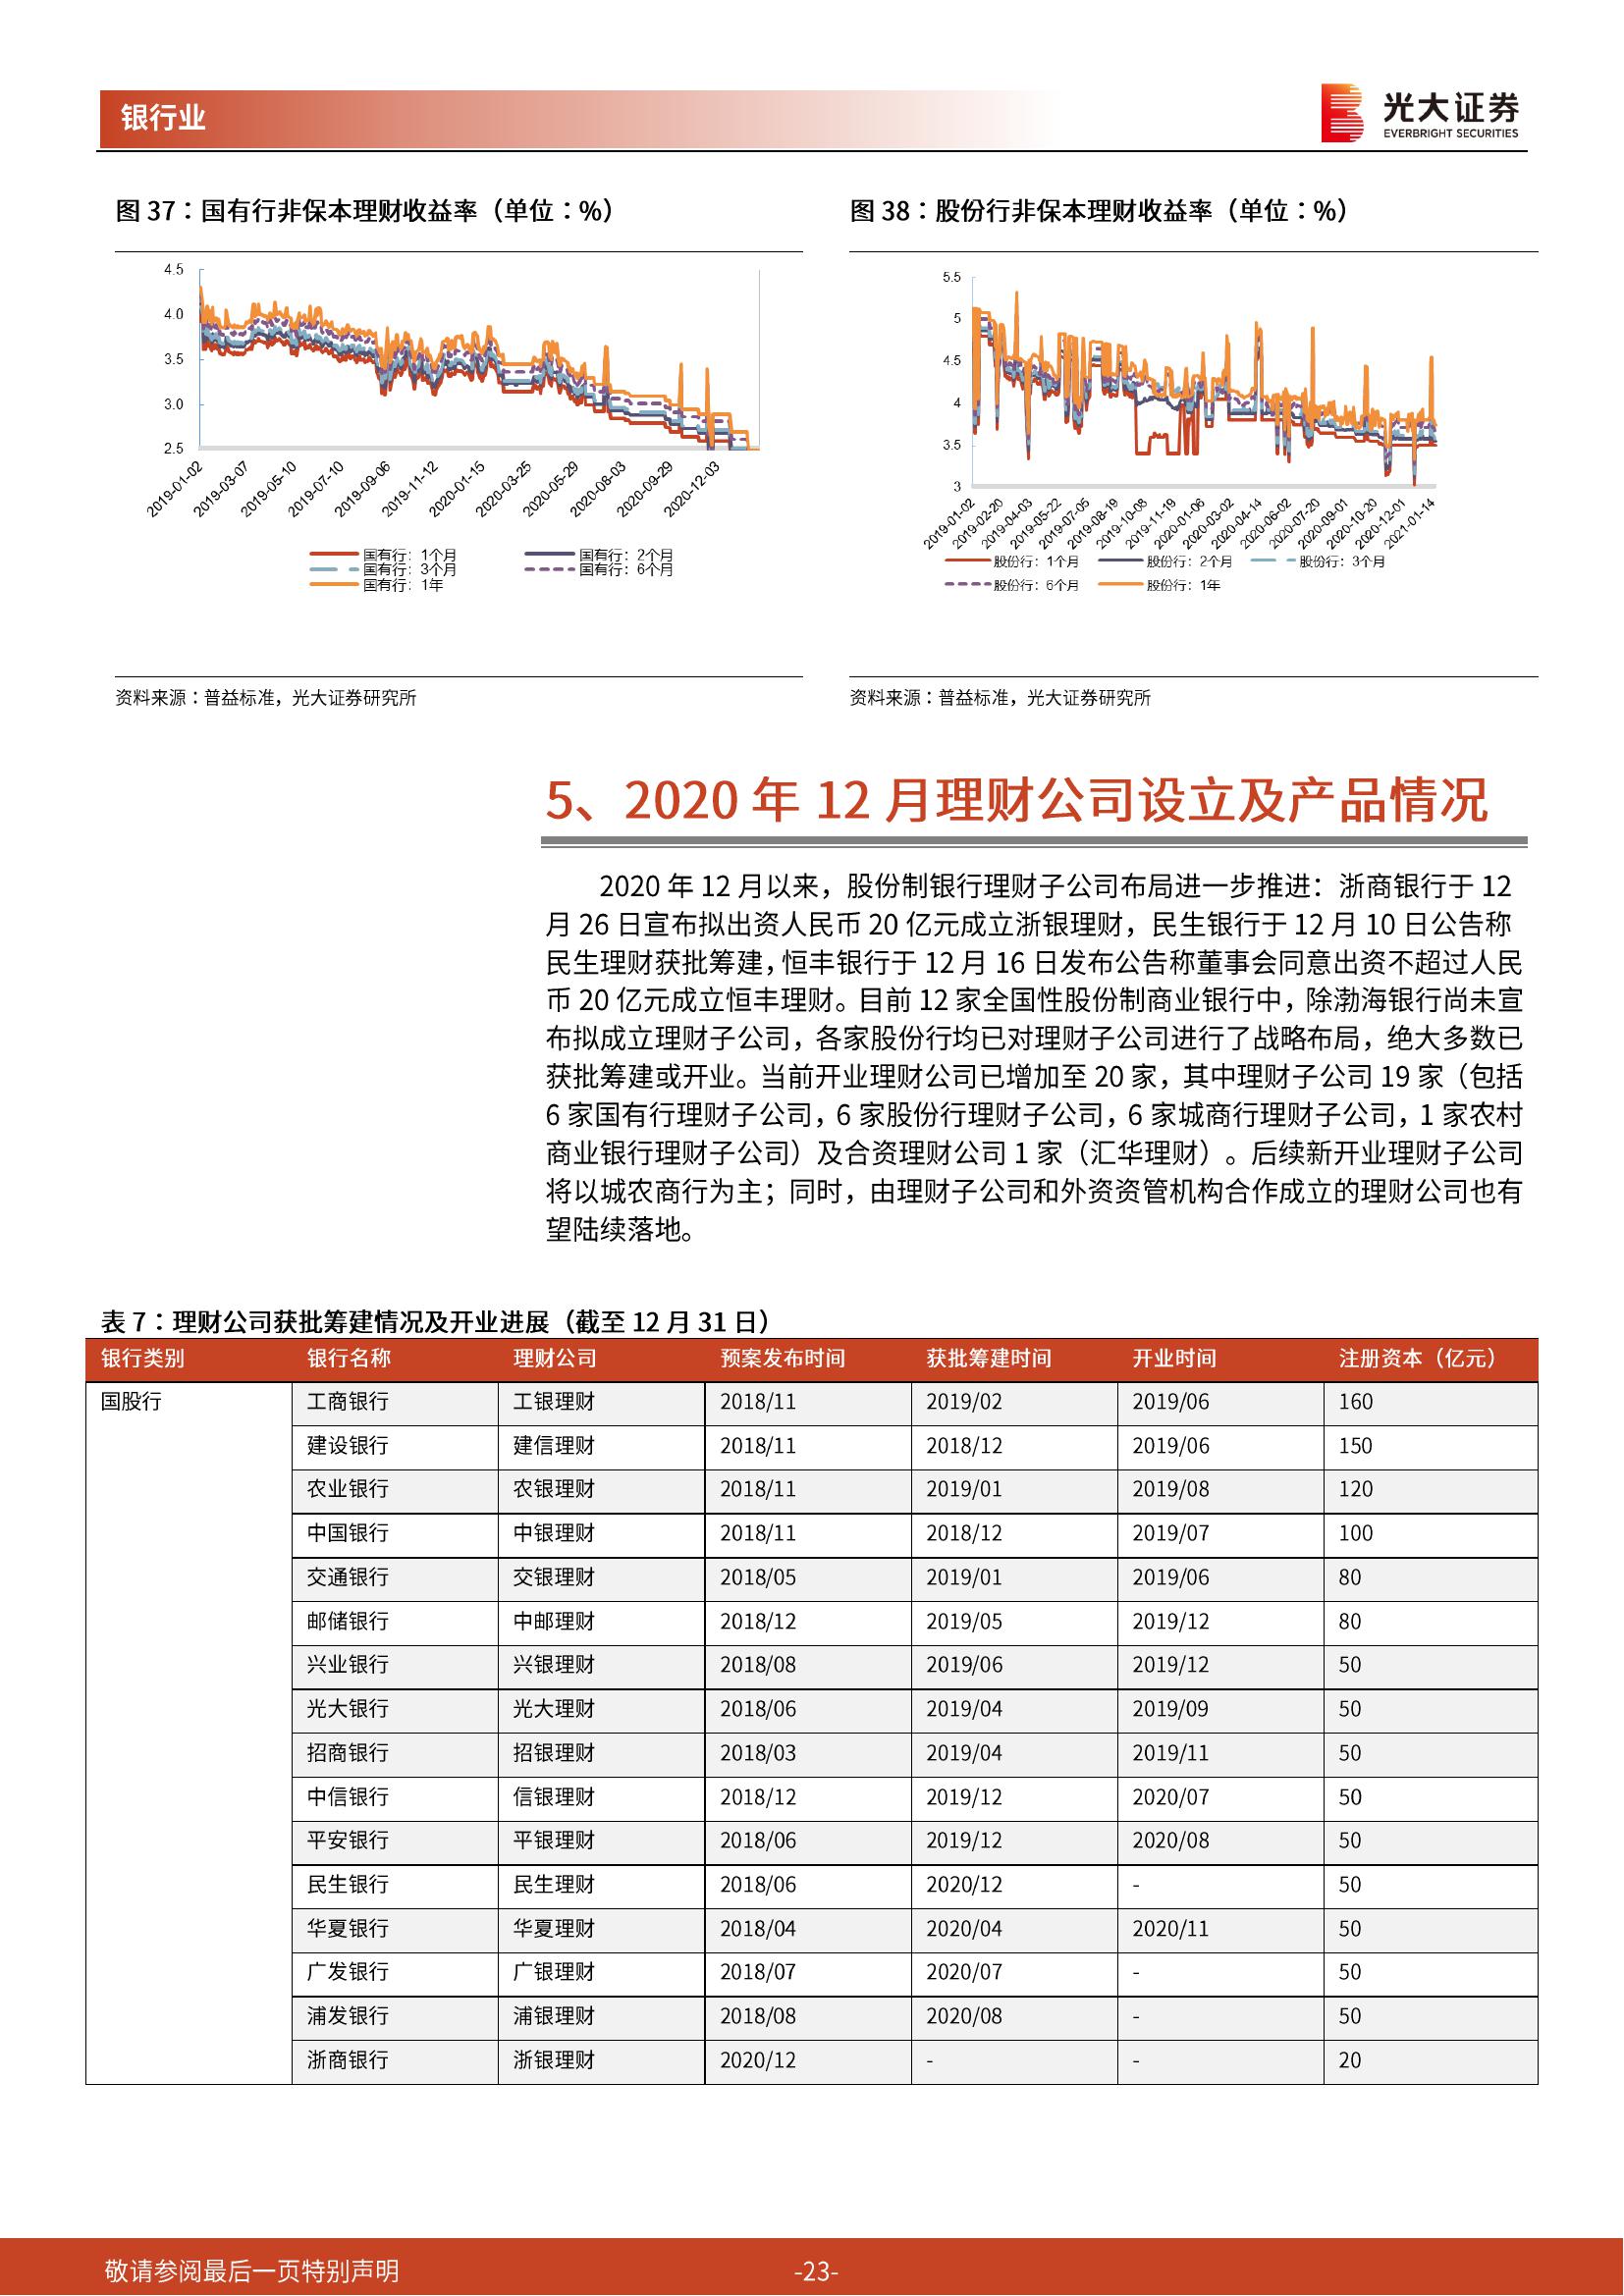 银行业
光大证券
EVERBRIGHT SECURITIES
图 37：国有行非保本理财收益率（单位：%）
4.5
4.0
3.5
3.0
2.5
2019-01-02
2019-03-07
2019-05-10
2019-07-10
2019-09-06
2019-11-12
2020-01-15
2020-03-25
2020-05-29
2020-08-03
2020-09-29
2020-12-03
国有行：1个月
国有行：2个月
国有行：3个月
国有行：6个月
国有行：1年
资料来源：普益标准，光大证券研究所
图 38：股份行非保本理财收益率（单位：%）
5.5
5
4.5
4
3.5
3
2019-01-02
2019-02-20
2019-04-03
2019-05-22
2019-07-05
2019-08-19
2019-10-08
2019-11-19
2020-01-06
2020-03-02
2020-04-14
2020-06-02
2020-07-20
2020-09-01
2020-10-20
2020-12-01
2021-01-14
股份行：1个月
股份行：2个月
股份行：3个月
股份行：6个月
股份行：1年
资料来源：普益标准，光大证券研究所
5、2020 年 12 月理财公司设立及产品情况
2020 年 12 月以来，股份制银行理财子公司布局进一步推进：浙商银行于 12
月 26 日宣布拟出资人民币 20 亿元成立浙银理财，民生银行于 12 月 10 日公告称
民生理财获批筹建，恒丰银行于 12 月 16 日发布公告称董事会同意出资不超过人民
币 20 亿元成立恒丰理财。目前 12 家全国性股份制商业银行中，除渤海银行尚未宣
布拟成立理财子公司，各家股份行均已对理财子公司进行了战略布局，绝大多数已
获批筹建或开业。当前开业理财公司已增加至 20 家，其中理财子公司 19 家（包括
6 家国有行理财子公司，6 家股份行理财子公司，6 家城商行理财子公司，1 家农村
商业银行理财子公司）及合资理财公司 1 家（汇华理财）。后续新开业理财子公司
将以城农商行为主；同时，由理财子公司和外资资管机构合作成立的理财公司也有
望陆续落地。
表 7：理财公司获批筹建情况及开业进展（截至 12 月 31 日）
银行类别 银行名称 理财公司 预案发布时间 获批筹建时间 开业时间 注册资本（亿元）
国股行 工商银行 工银理财 2018/11 2019/02 2019/06 160
建设银行 建信理财 2018/11 2018/12 2019/06 150
农业银行 农银理财 2018/11 2019/01 2019/08 120
中国银行 中银理财 2018/11 2018/12 2019/07 100
交通银行 交银理财 2018/05 2019/01 2019/06 80
邮储银行 中邮理财 2018/12 2019/05 2019/12 80
兴业银行 兴银理财 2018/08 2019/06 2019/12 50
光大银行 光大理财 2018/06 2019/04 2019/09 50
招商银行 招银理财 2018/03 2019/04 2019/11 50
中信银行 信银理财 2018/12 2019/12 2020/07 50
平安银行 平银理财 2018/06 2019/12 2020/08 50
民生银行 民生理财 2018/06 2020/12 - 50
华夏银行 华夏理财 2018/04 2020/04 2020/11 50
广发银行 广银理财 2018/07 2020/07 - 50
浦发银行 浦银理财 2018/08 2020/08 - 50
浙商银行 浙银理财 2020/12 - - 20
敬请参阅最后一页特别声明
-23-